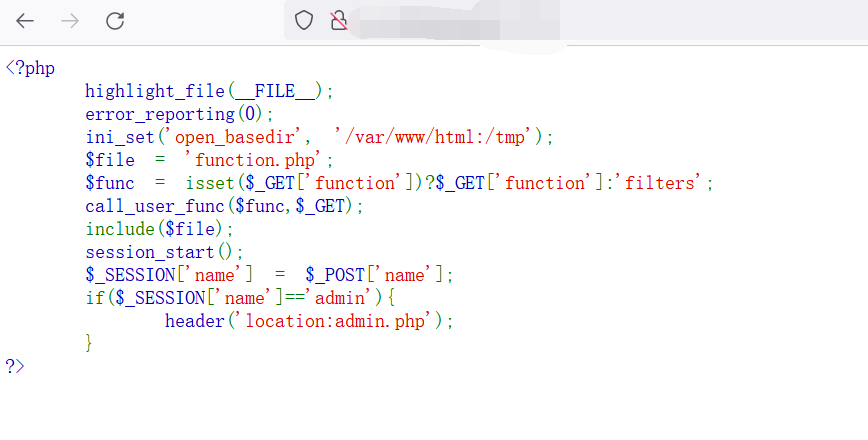 <?php
highlight_file(__FILE__);
error_reporting(0);
ini_set('open_basedir', '/var/www/html:/tmp');
$file = 'function.php';
$func = isset($_GET['function'])?$_GET['function']:'filters';
call_user_func($func,$_GET);
include($file);
session_start();
$_SESSION['name'] = $_POST['name'];
if($_SESSION['name']=='admin'){
header('location:admin.php');
}
?>